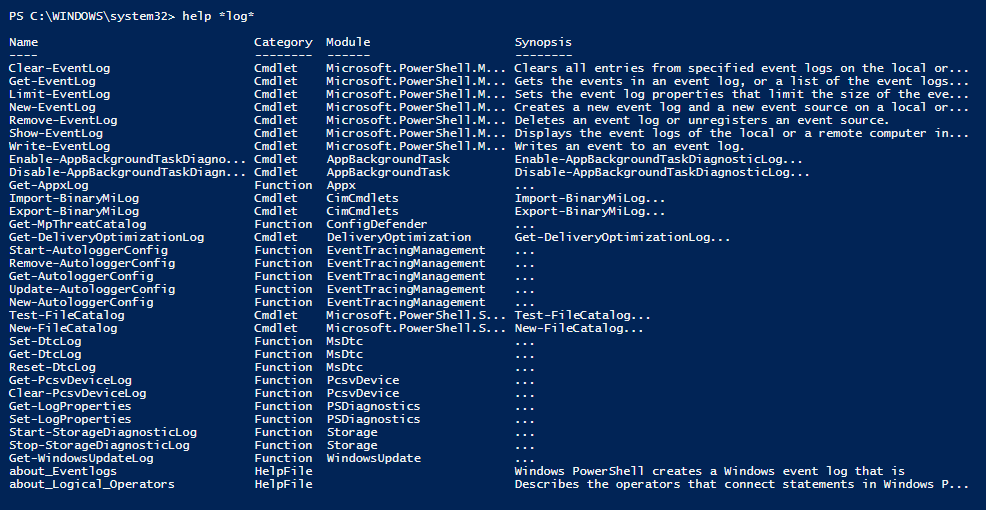 PS C:\WINDOWS\system32> help *log*
Name Category Module Synopsis
---- -------- ------ --------
Clear-EventLog Cmdlet Microsoft.PowerShell.M... Clears all entries from specified event logs on the local or...
Get-EventLog Cmdlet Microsoft.PowerShell.M... Gets the events in an event log, or a list of the event logs...
Limit-EventLog Cmdlet Microsoft.PowerShell.M... Sets the event log properties that limit the size of the eve...
New-EventLog Cmdlet Microsoft.PowerShell.M... Creates a new event log and a new event source on a local or...
Remove-EventLog Cmdlet Microsoft.PowerShell.M... Deletes an event log or unregisters an event source.
Show-EventLog Cmdlet Microsoft.PowerShell.M... Displays the event logs of the local or a remote computer in...
Write-EventLog Cmdlet Microsoft.PowerShell.M... Writes an event to an event log.
Enable-AppBackgroundTaskDiagno... Cmdlet AppBackgroundTask Enable-AppBackgroundTaskDiagnosticLog...
Disable-AppBackgroundTaskDiagn... Cmdlet AppBackgroundTask Disable-AppBackgroundTaskDiagnosticLog...
Get-AppxLog Function Appx ...
Import-BinaryMiLog Cmdlet CimCmdlets Import-BinaryMiLog...
Export-BinaryMiLog Cmdlet CimCmdlets Export-BinaryMiLog...
Get-MpThreatCatalog Function ConfigDefender ...
Get-DeliveryOptimizationLog Cmdlet DeliveryOptimization Get-DeliveryOptimizationLog...
Start-AutologgerConfig Function EventTracingManagement ...
Remove-AutologgerConfig Function EventTracingManagement ...
Get-AutologgerConfig Function EventTracingManagement ...
Update-AutologgerConfig Function EventTracingManagement ...
New-AutologgerConfig Function EventTracingManagement ...
Test-FileCatalog Cmdlet Microsoft.PowerShell.S... Test-FileCatalog...
New-FileCatalog Cmdlet Microsoft.PowerShell.S... New-FileCatalog...
Set-DtcLog Function MsDtc ...
Get-DtcLog Function MsDtc ...
Reset-DtcLog Function MsDtc ...
Get-PcsvDeviceLog Function PcsvDevice ...
Clear-PcsvDeviceLog Function PcsvDevice ...
Get-LogProperties Function PSDiagnostics ...
Set-LogProperties Function PSDiagnostics ...
Start-StorageDiagnosticLog Function Storage ...
Stop-StorageDiagnosticLog Function Storage ...
Get-WindowsUpdateLog Function WindowsUpdate ...
about_Eventlogs HelpFile Windows PowerShell creates a Windows event log that is
about_Logical_Operators HelpFile Describes the operators that connect statements in Windows P...